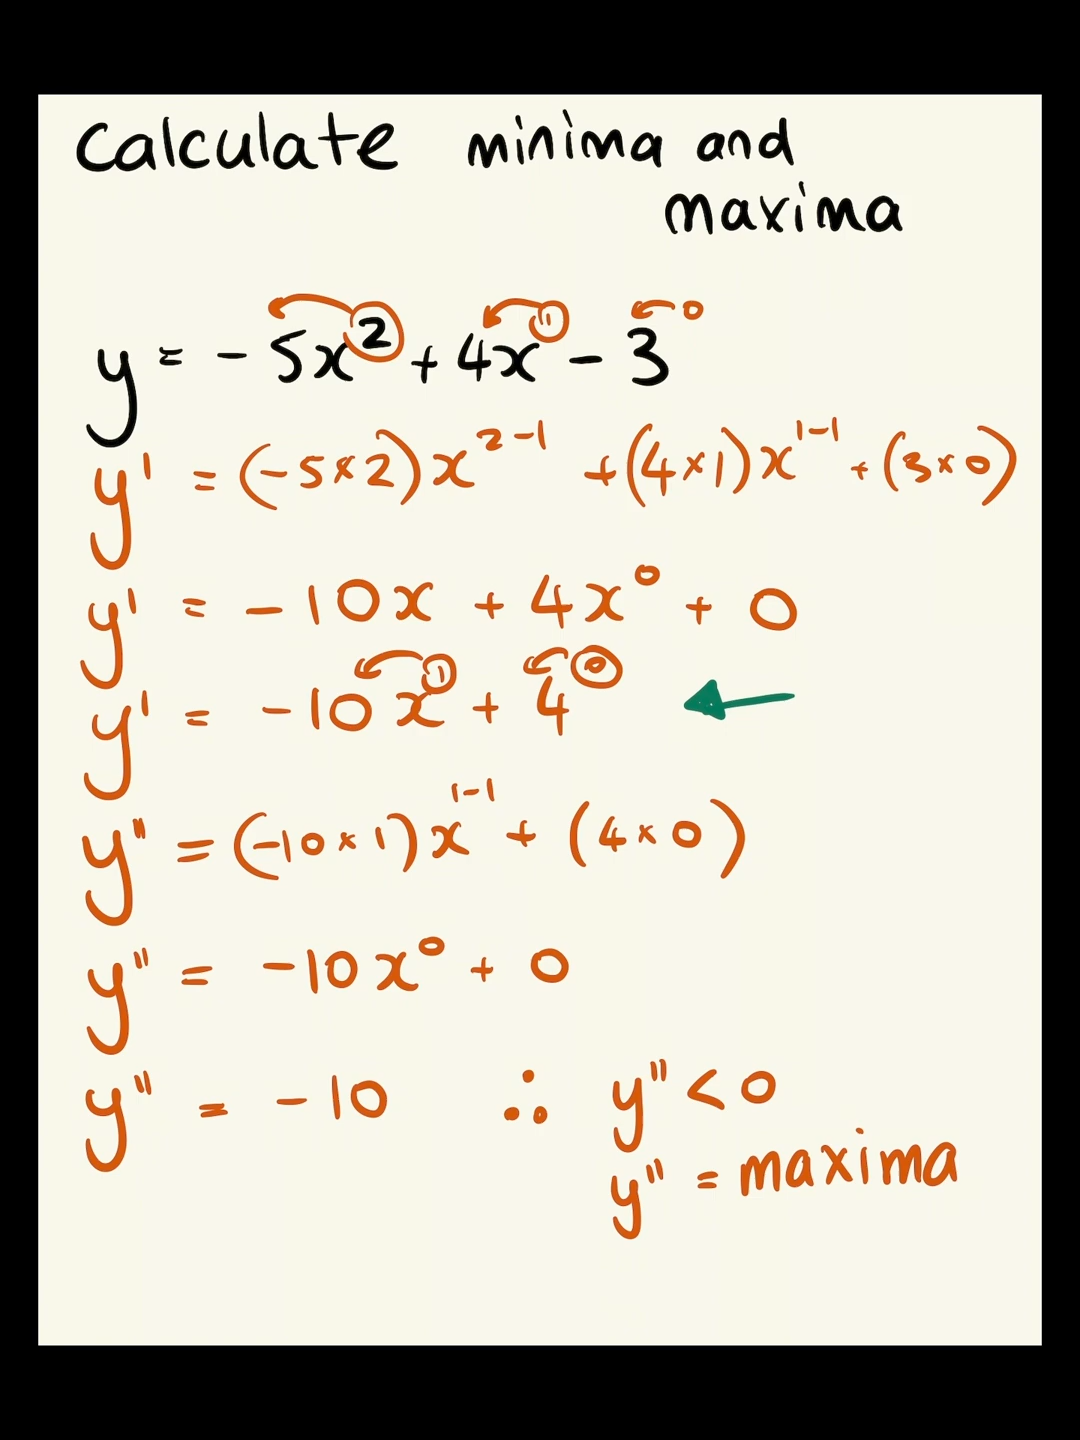 Calculate minima and
maxima
y = - 5x² + 4x¹ - 3⁰
y' = (-5×2)x²⁻¹ + (4×1)x¹⁻¹ + (3×0)
y' = -10x + 4x⁰ + 0
y' = -10x¹ + 4⁰
y" = (-10×1)x¹⁻¹ + (4×0)
y" = -10x⁰ + 0
y" = -10 ∴ y" < 0
y" = maxima